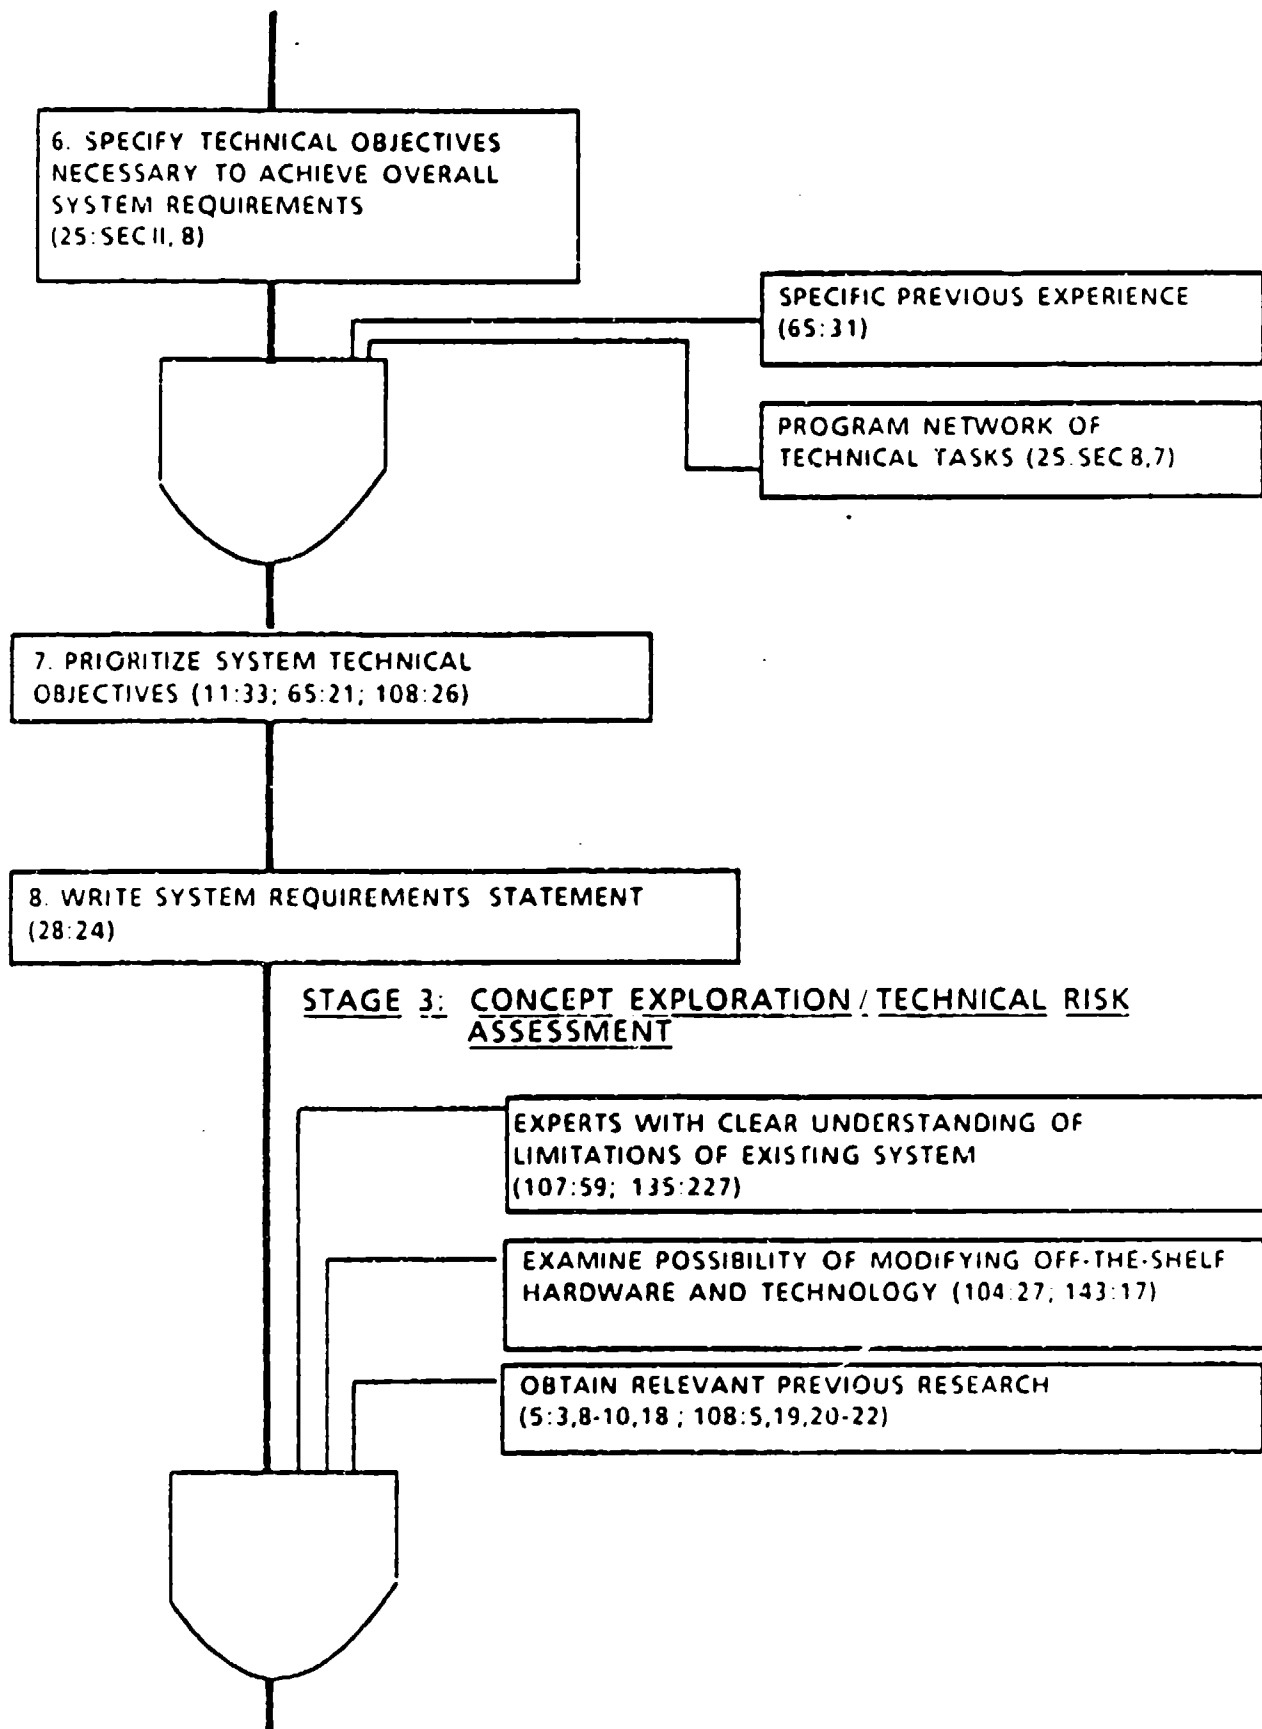 6. SPECIFY TECHNICAL OBJECTIVES
NECESSARY TO ACHIEVE OVERALL
SYSTEM REQUIREMENTS
(25:SEC II, 8)
SPECIFIC PREVIOUS EXPERIENCE
(65:31)
PROGRAM NETWORK OF
TECHNICAL TASKS (25.SEC 8,7)
7. PRIORITIZE SYSTEM TECHNICAL
OBJECTIVES (11:33; 65:21; 108:26)
8. WRITE SYSTEM REQUIREMENTS STATEMENT
(28:24)
STAGE 3: CONCEPT EXPLORATION / TECHNICAL RISK
ASSESSMENT
EXPERTS WITH CLEAR UNDERSTANDING OF
LIMITATIONS OF EXISTING SYSTEM
(107:59; 135:227)
EXAMINE POSSIBILITY OF MODIFYING OFF-THE-SHELF
HARDWARE AND TECHNOLOGY (104:27; 143:17)
OBTAIN RELEVANT PREVIOUS RESEARCH
(5:3,8-10,18 ; 108:5,19,20-22)